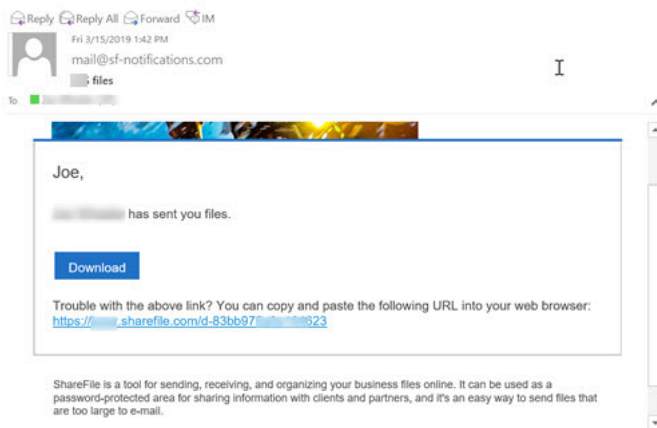 Reply Reply All Forward IM
Fri 3/15/2019 1:42 PM
mail@sf-notifications.com
files
To
Joe,
has sent you files.
Download
Trouble with the above link? You can copy and paste the following URL into your web browser:
https:// .sharefile.com/d-83bb97 623
ShareFile is a tool for sending, receiving, and organizing your business files online. It can be used as a
password-protected area for sharing information with clients and partners, and it's an easy way to send files that
are too large to e-mail.